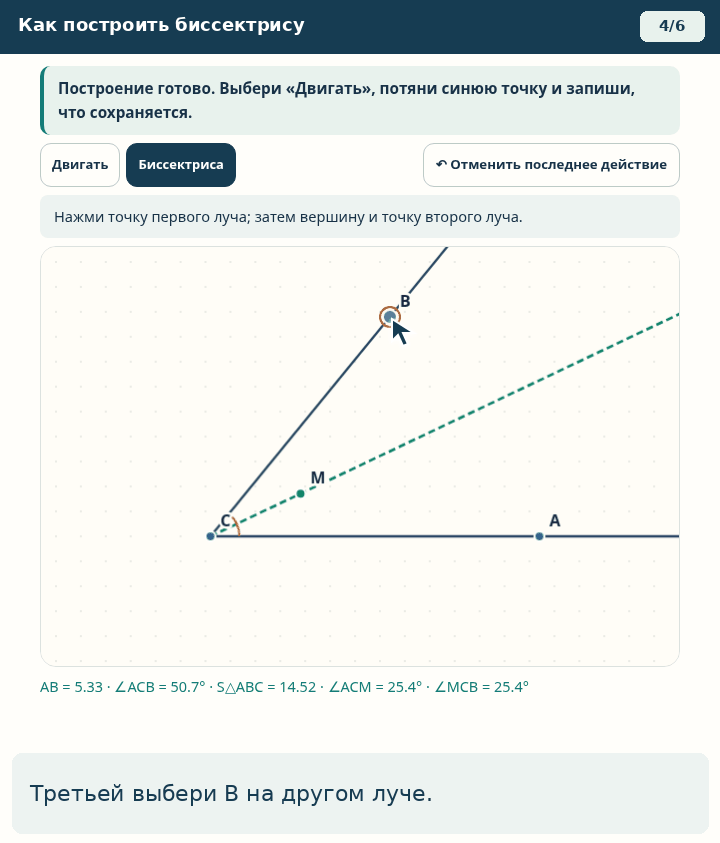 Как построить биссектрису
4/6
Построение готово. Выбери «Двигать», потяни синюю точку и запиши,
что сохраняется.
Двигать
Биссектриса
↶ Отменить последнее действие
Нажми точку первого луча; затем вершину и точку второго луча.
B
M
C
A
AB = 5.33 · ∠ACB = 50.7° · S△ABC = 14.52 · ∠ACM = 25.4° · ∠MCB = 25.4°
Третьей выбери B на другом луче.